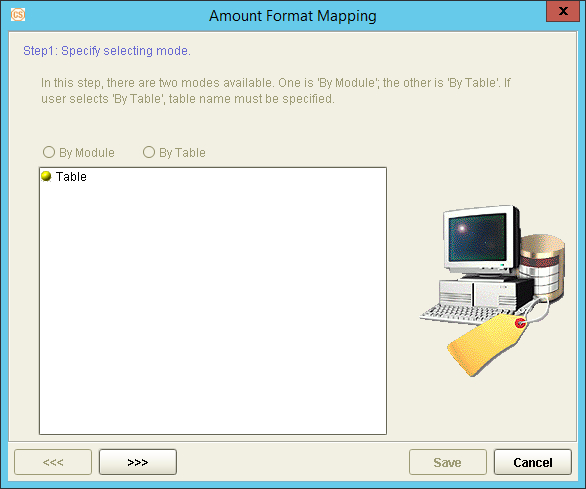 Amount Format Mapping
X
Step1: Specify selecting mode.
In this step, there are two modes available. One is 'By Module'; the other is 'By Table'. If
user selects 'By Table', table name must be specified.
By Module By Table
Table
<<< >>> Save Cancel